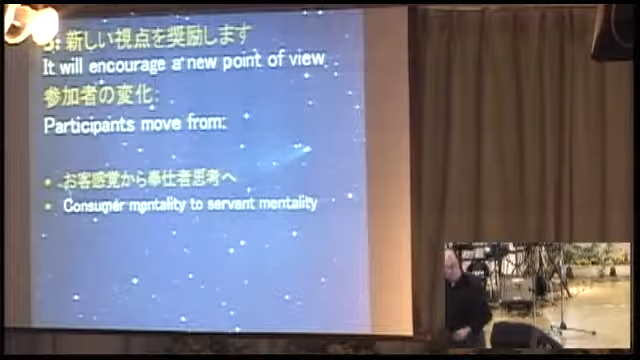 3: 新しい視点を奨励します
It will encourage a new point of view
参加者の変化:
Participants move from:
• お客感覚から奉仕者思考へ
• Consumer mentality to servant mentality